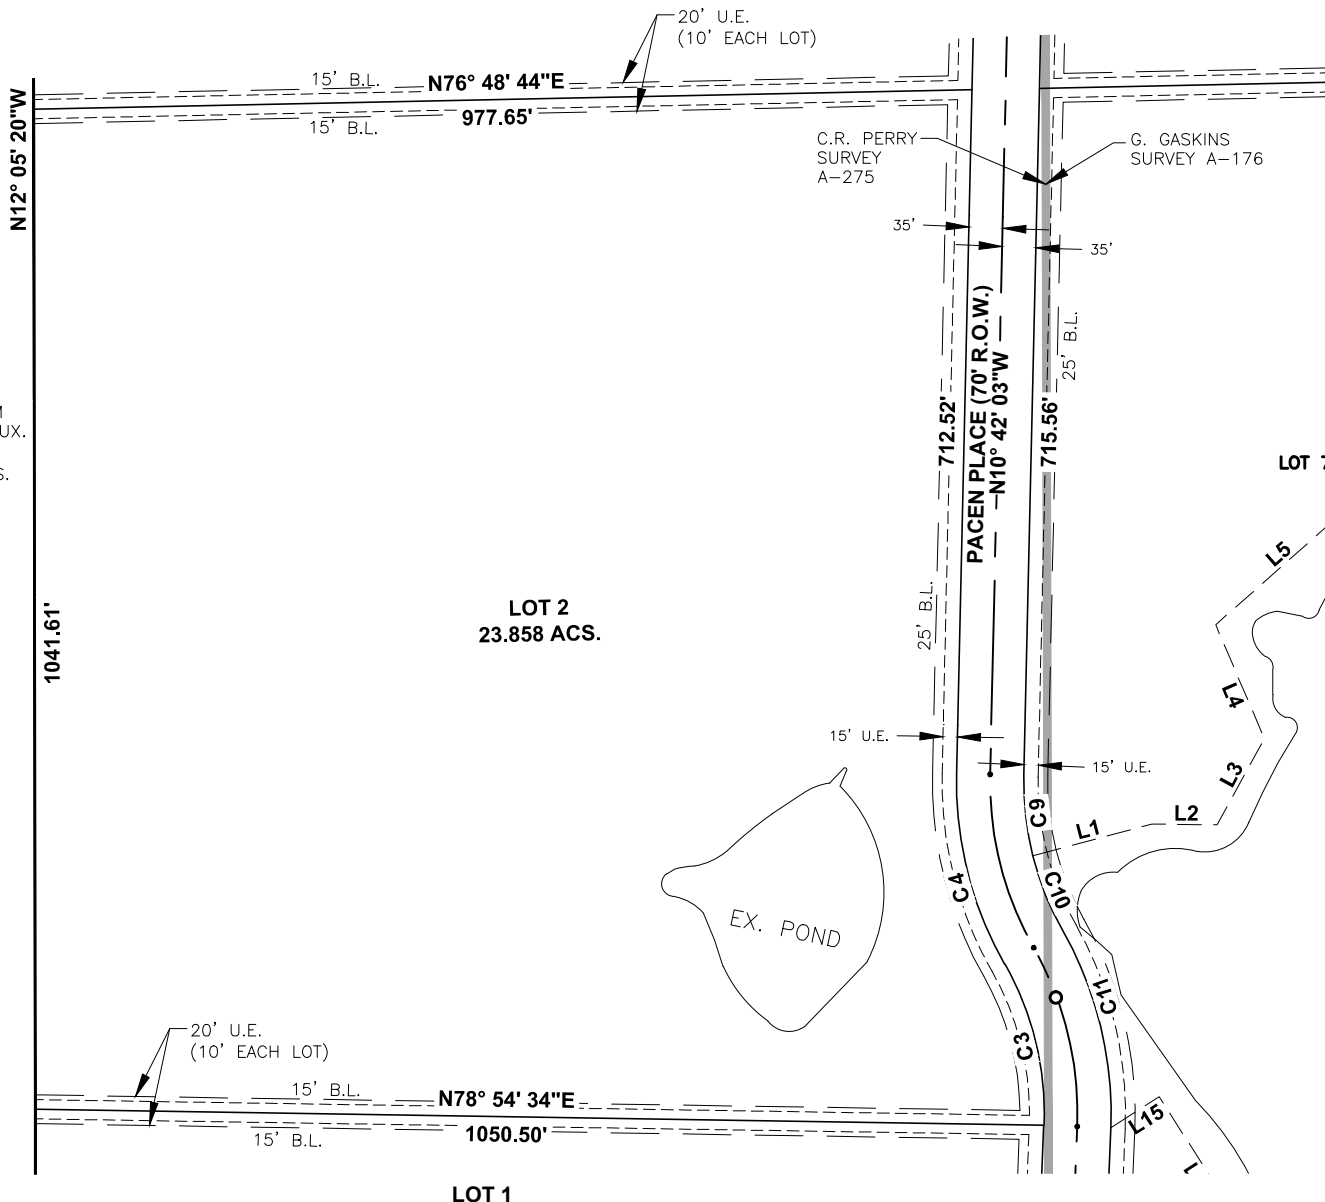 20' U.E.
(10' EACH LOT)
15' B.L.
N76° 48' 44"E
977.65'
15' B.L.
N12° 05' 20"W
C.R. PERRY
SURVEY
A-275
G. GASKINS
SURVEY A-176
35'
35'
PACEN PLACE (70' R.O.W.)
N10° 42' 03"W
25' B.L.
712.52'
715.56'
UX.
S.
LOT 7
L5
LOT 2
23.858 ACS.
1041.61'
25' B.L.
L4
15' U.E.
15' U.E.
L3
C9
L1
L2
C4
C10
EX. POND
C11
20' U.E.
(10' EACH LOT)
C3
15' B.L.
N78° 54' 34"E
1050.50'
15' B.L.
L15
LOT 1